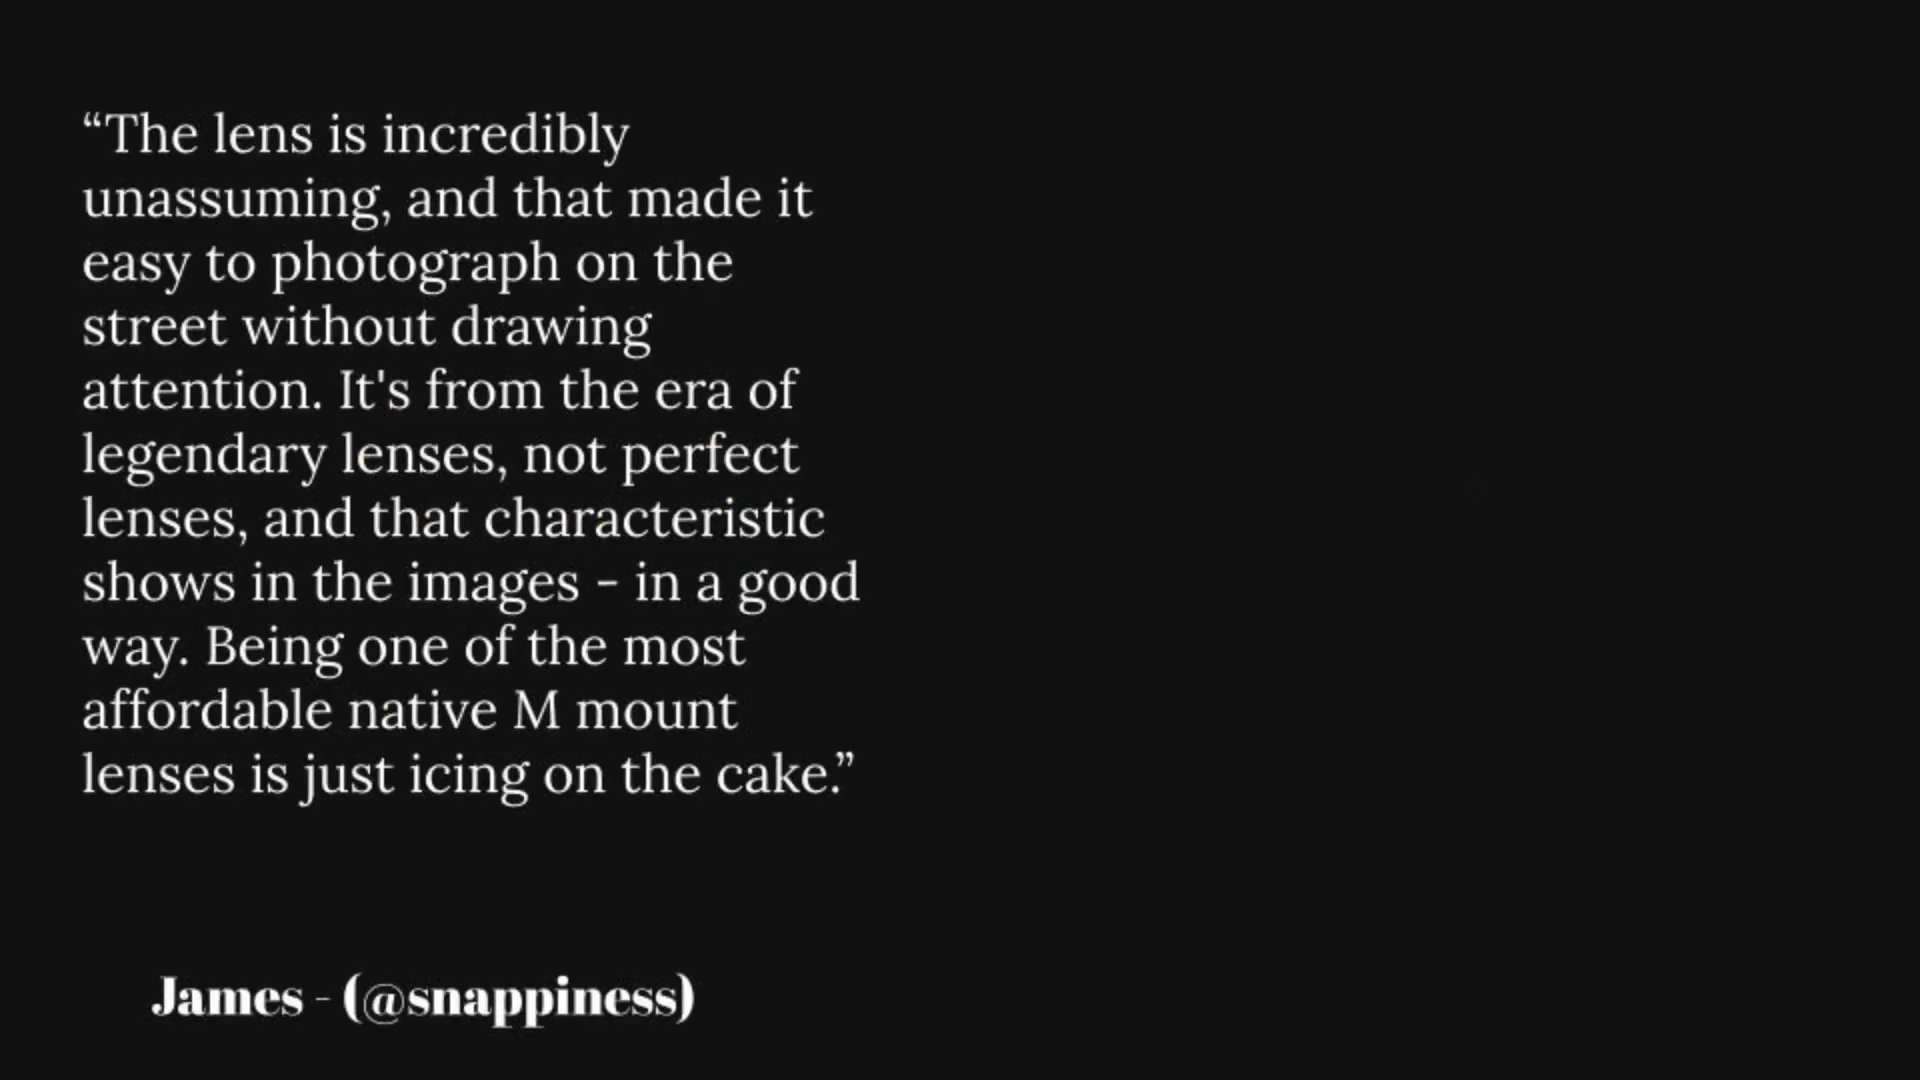 “The lens is incredibly
unassuming, and that made it
easy to photograph on the
street without drawing
attention. It's from the era of
legendary lenses, not perfect
lenses, and that characteristic
shows in the images - in a good
way. Being one of the most
affordable native M mount
lenses is just icing on the cake.”
James - (@snappiness)